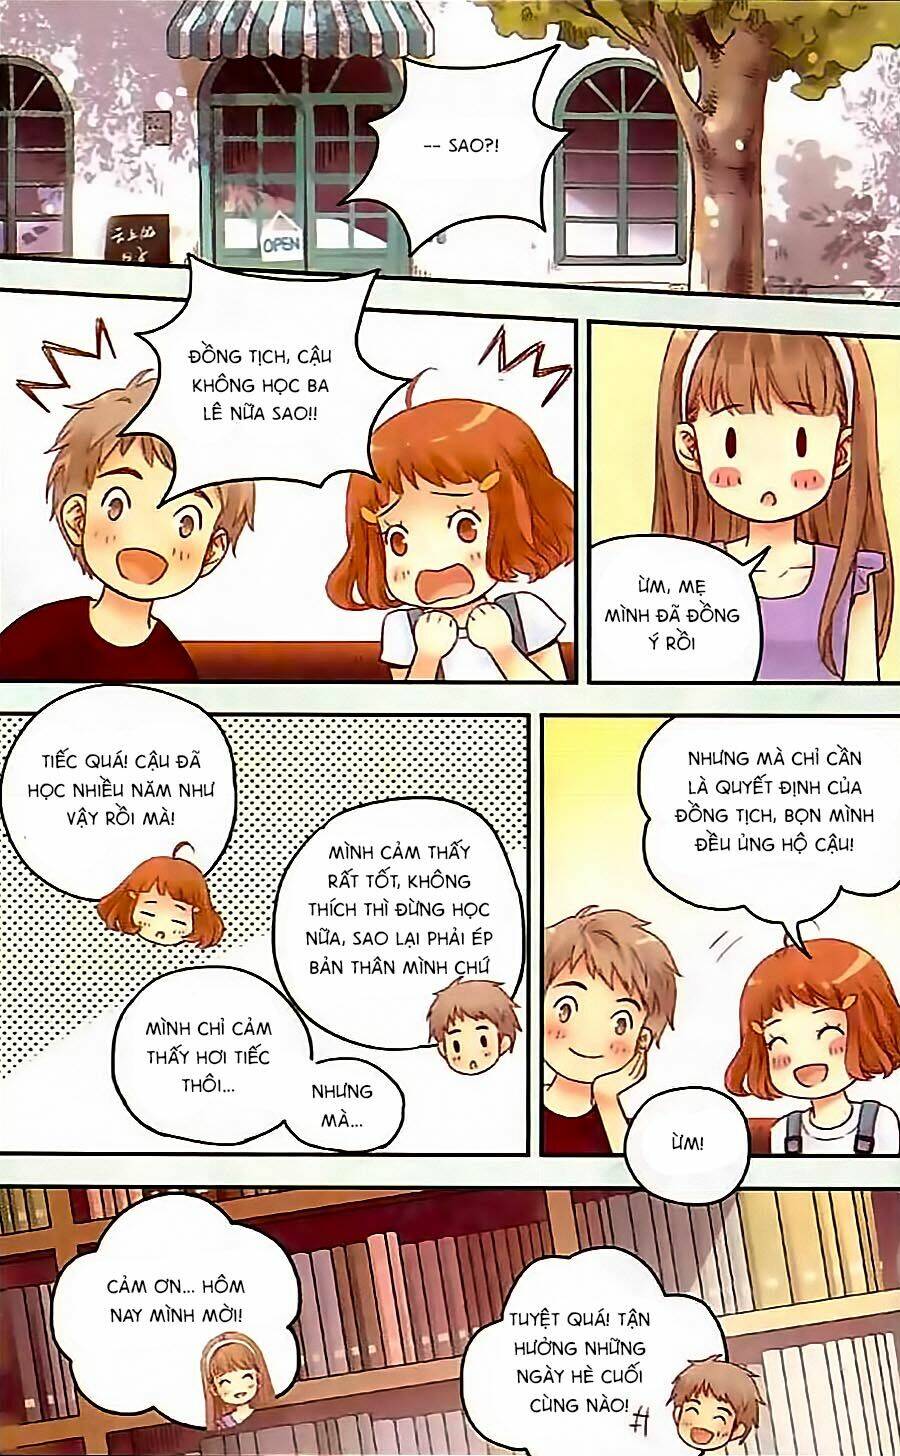 -- SAO?!
OPEN
ĐỒNG TỊCH, CẬU
KHÔNG HỌC BA
LÊ NỮA SAO!!
ỪM, MẸ
MÌNH ĐÃ ĐỒNG
Ý RỒI
TIẾC QUÁ! CẬU ĐÃ
HỌC NHIỀU NĂM NHƯ
VẬY RỒI MÀ!
MÌNH CẢM THẤY
RẤT TỐT, KHÔNG
THÍCH THÌ ĐỪNG HỌC
NỮA, SAO LẠI PHẢI ÉP
BẢN THÂN MÌNH CHỨ
MÌNH CHỈ CẢM
THẤY HƠI TIẾC
THÔI...
NHƯNG
MÀ...
NHƯNG MÀ CHỈ CẦN
LÀ QUYẾT ĐỊNH CỦA
ĐỒNG TỊCH, BỌN MÌNH
ĐỀU ỦNG HỘ CẬU!
ỪM!
CẢM ƠN... HÔM
NAY MÌNH MỜI!
TUYỆT QUÁ! TẬN
HƯỞNG NHỮNG
NGÀY HÈ CUỐI
CÙNG NÀO!